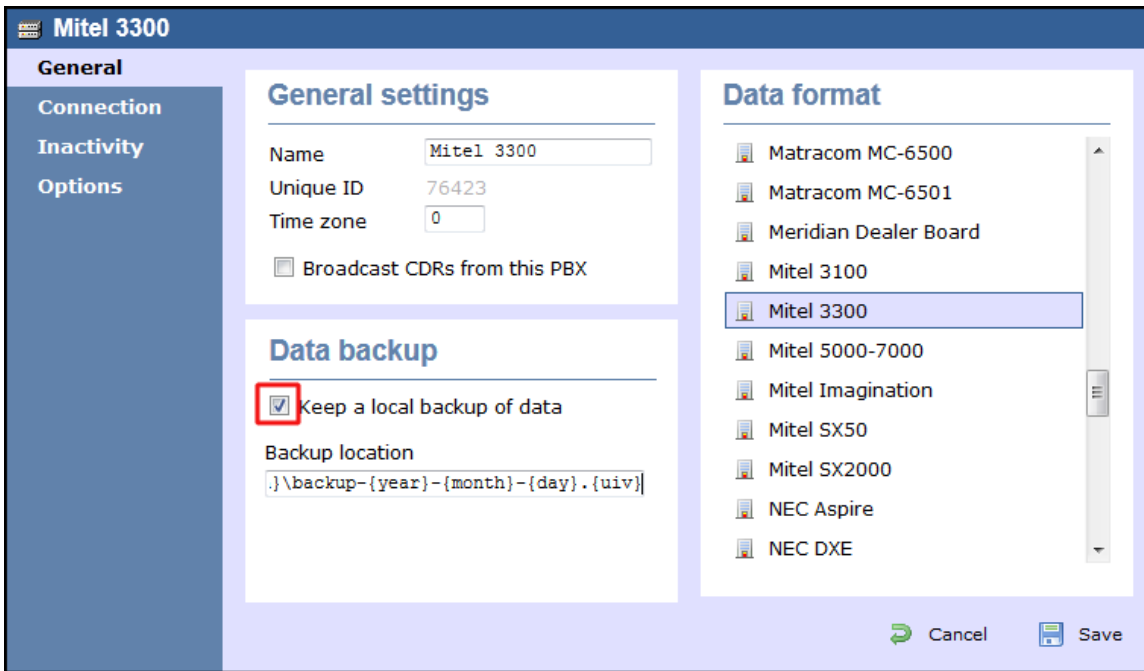 Mitel 3300
General
Connection
Inactivity
Options
General settings
Name Mitel 3300
Unique ID 76423
Time zone 0
Broadcast CDRs from this PBX
Data backup
Keep a local backup of data
Backup location
.}\backup-{year}-{month}-{day}.{uiv}
Data format
Matracom MC-6500
Matracom MC-6501
Meridian Dealer Board
Mitel 3100
Mitel 3300
Mitel 5000-7000
Mitel Imagination
Mitel SX50
Mitel SX2000
NEC Aspire
NEC DXE
Cancel
Save